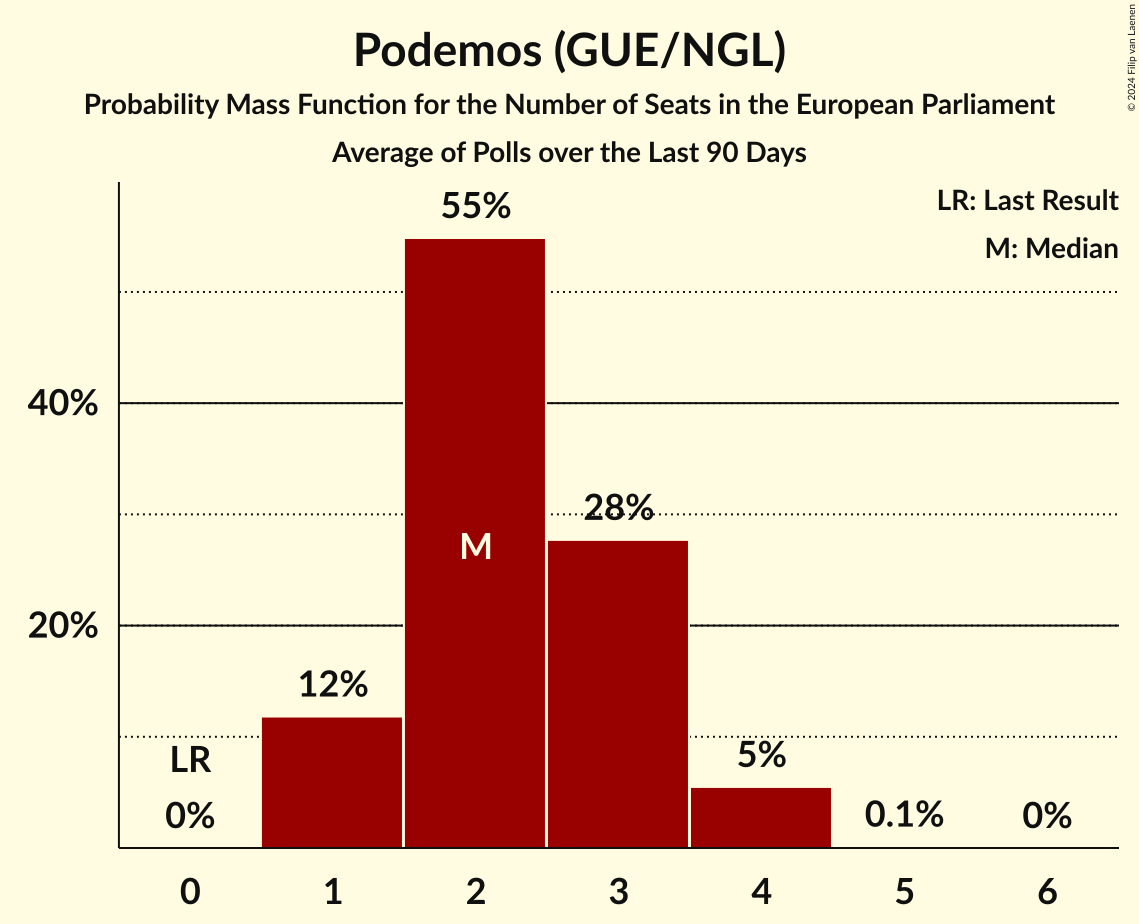 Podemos (GUE/NGL)
Probability Mass Function for the Number of Seats in the European Parliament
Average of Polls over the Last 90 Days
© 2024 Filip van Laenen
LR: Last Result
M: Median
55%
40%
28%
M
20%
12%
LR
5%
0%
0.1%
0%
0 1 2 3 4 5 6